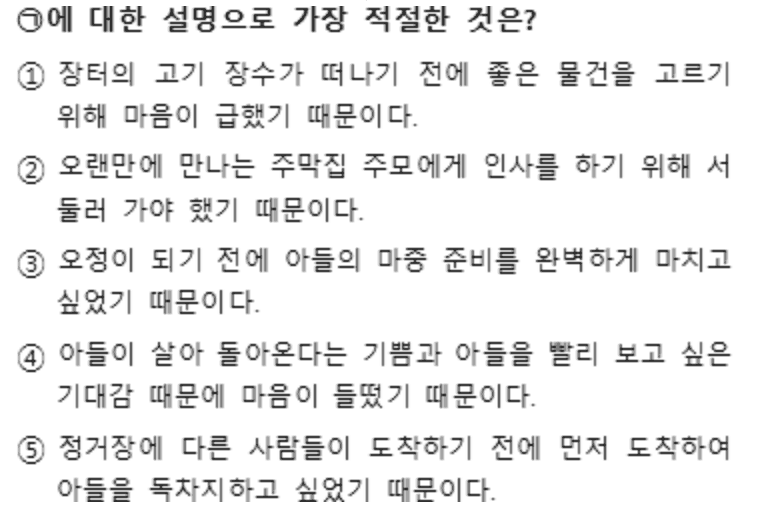 ㉠에 대한 설명으로 가장 적절한 것은?
① 장터의 고기 장수가 떠나기 전에 좋은 물건을 고르기
위해 마음이 급했기 때문이다.
② 오랜만에 만나는 주막집 주모에게 인사를 하기 위해 서
둘러 가야 했기 때문이다.
③ 오정이 되기 전에 아들의 마중 준비를 완벽하게 마치고
싶었기 때문이다.
④ 아들이 살아 돌아온다는 기쁨과 아들을 빨리 보고 싶은
기대감 때문에 마음이 들떴기 때문이다.
⑤ 정거장에 다른 사람들이 도착하기 전에 먼저 도착하여
아들을 독차지하고 싶었기 때문이다.